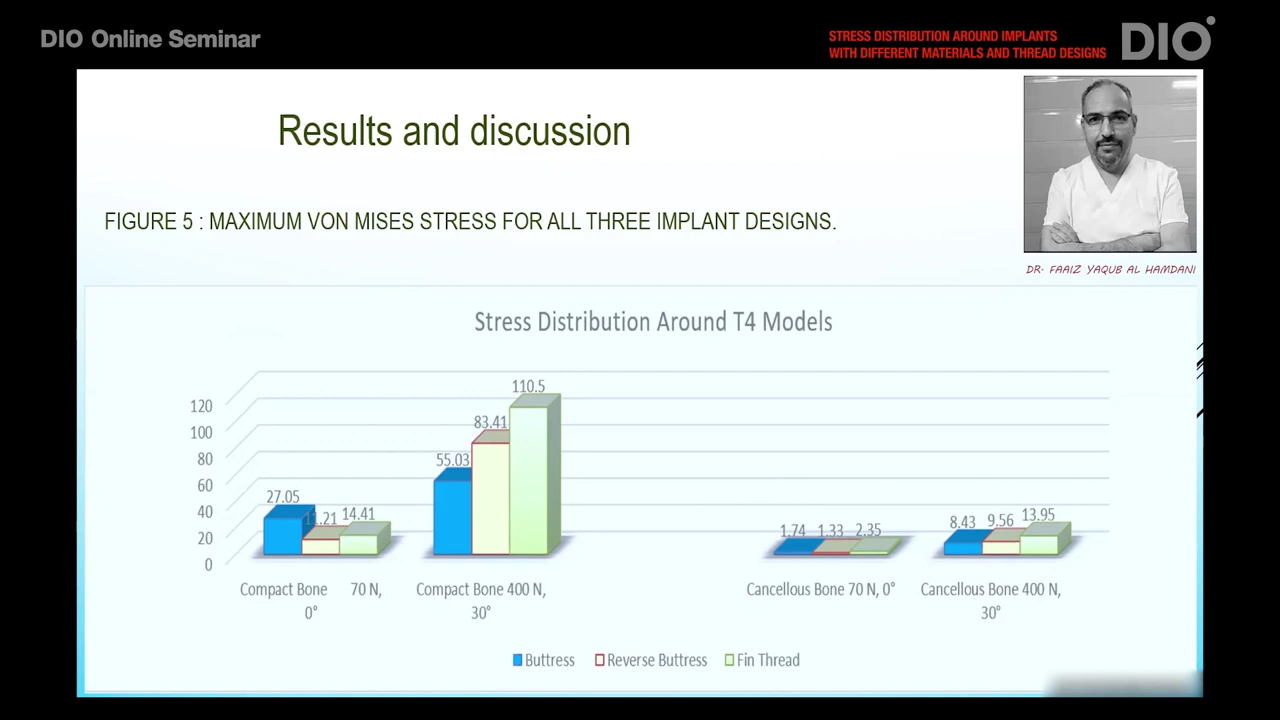 DIO Online Seminar
STRESS DISTRIBUTION AROUND IMPLANTS
WITH DIFFERENT MATERIALS AND THREAD DESIGNS
DIO
Results and discussion
FIGURE 5 : MAXIMUM VON MISES STRESS FOR ALL THREE IMPLANT DESIGNS.
DR. FAAIZ YAQUB AL HAMDANI
Stress Distribution Around T4 Models
120
100
80
60
40
20
0
27.05
11.21
14.41
55.03
83.41
110.5
1.74
1.33
2.35
8.43
9.56
13.95
Compact Bone 70 N,
0°
Compact Bone 400 N,
30°
Cancellous Bone 70 N, 0°
Cancellous Bone 400 N,
30°
Buttress
Reverse Buttress
Fin Thread